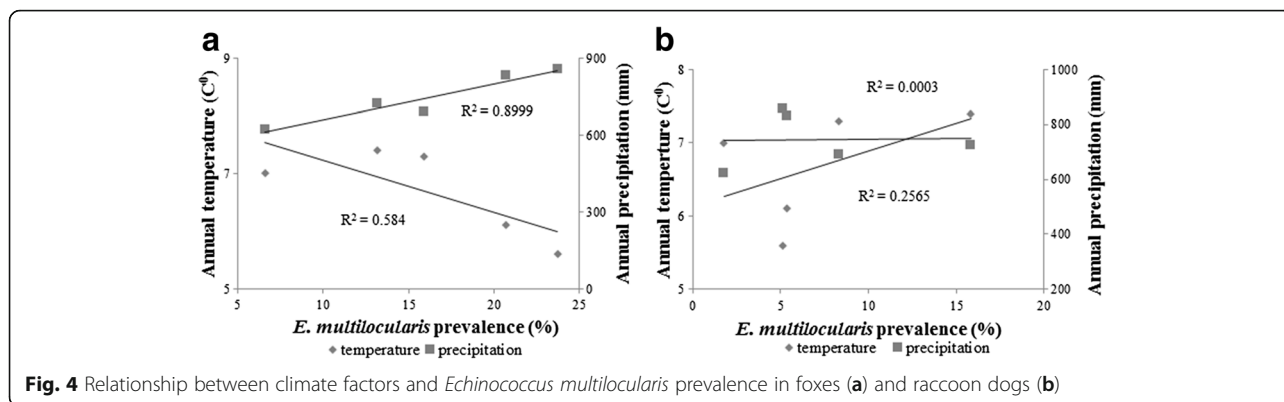 a
9
7
5
900
600
300
0
5 10 15 20 25
Annual temperature (C⁰)
Annual precipitation (mm)
R² = 0.8999
R² = 0.584
E. multilocularis prevalence (%)
temperature precipitation
b
8
7
6
5
1000
800
600
400
200
0 5 10 15 20
Annual temperture (C⁰)
Annual precipitation (mm)
R² = 0.0003
R² = 0.2565
E. multilocularis prevalence (%)
temperature precipitation
Fig. 4 Relationship between climate factors and Echinococcus multilocularis prevalence in foxes (a) and raccoon dogs (b)